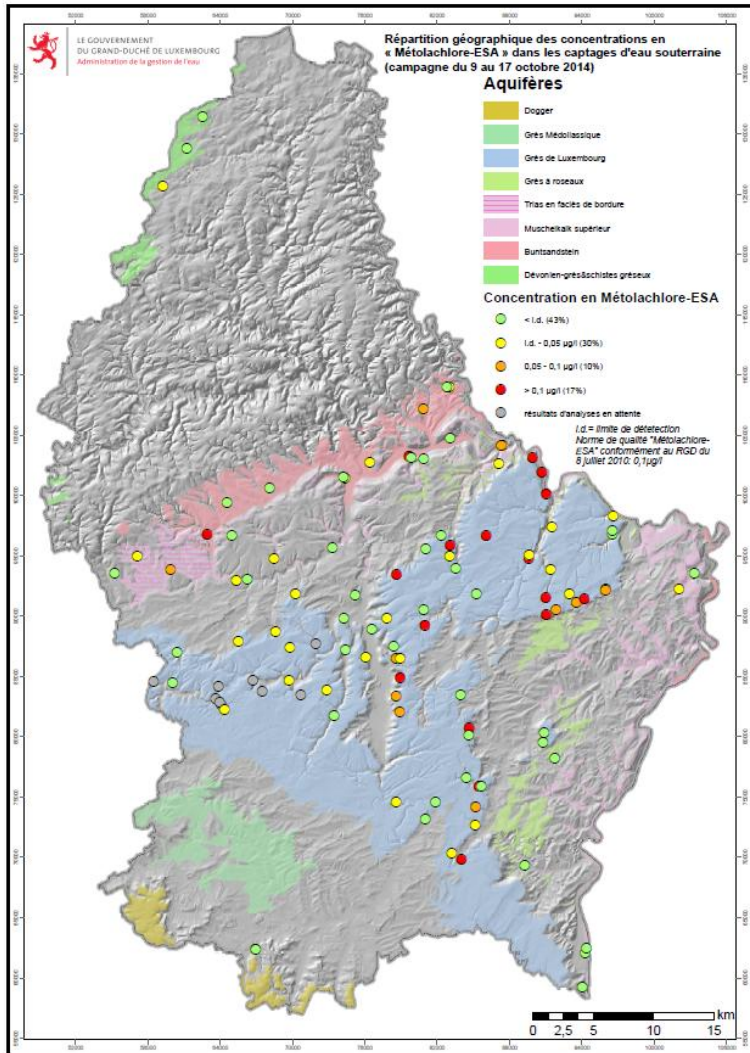 LE GOUVERNEMENT
DU GRAND-DUCHÉ DE LUXEMBOURG
Administration de la gestion de l'eau
Répartition géographique des concentrations en
« Métolachlore-ESA » dans les captages d'eau souterraine
(campagne du 9 au 17 octobre 2014)
Aquifères
Dogger
Grès Médoliassique
Grès de Luxembourg
Grès à roseaux
Trias en faciès de bordure
Muschelkalk supérieur
Buntsandstein
Dévonien-grès&schistes gréseux
Concentration en Métolachlore-ESA
< l.d. (43%)
l.d. - 0,05 µg/l (30%)
0,05 - 0,1 µg/l (10%)
> 0,1 µg/l (17%)
résultats d'analyses en attente
l.d.= limite de détetection
Norme de qualité "Métolachlore-
ESA" conformément au RGD du
8 juillet 2010: 0,1µg/l
km
0 2,5 5 10 15